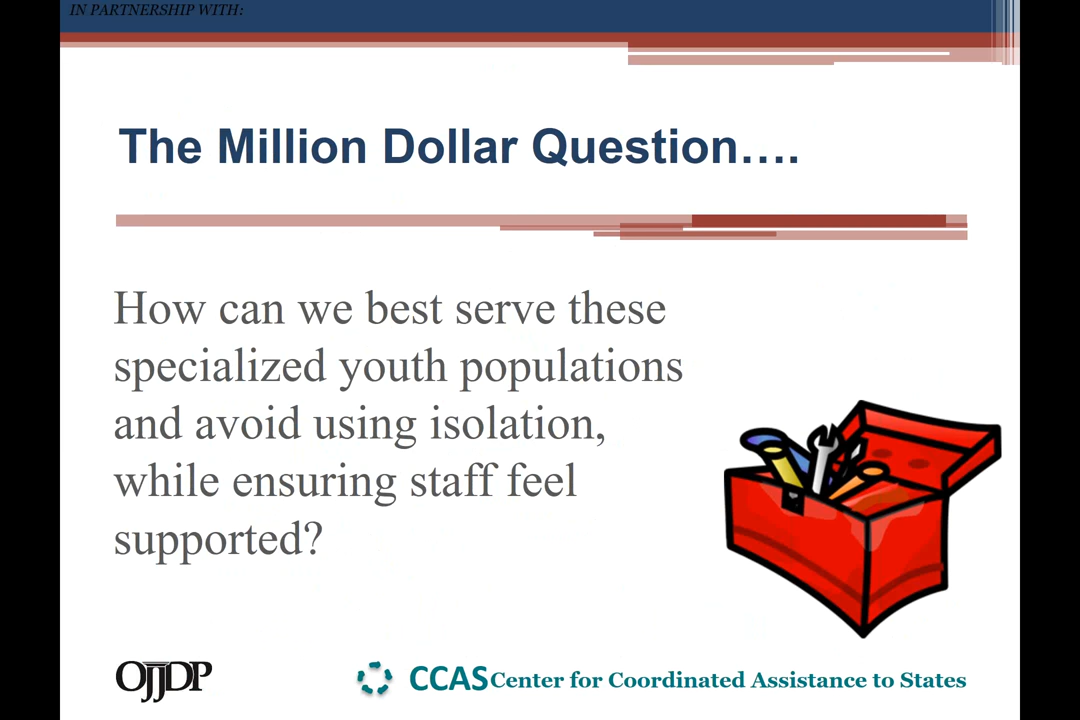 IN PARTNERSHIP WITH:
The Million Dollar Question….
How can we best serve these
specialized youth populations
and avoid using isolation,
while ensuring staff feel
supported?
OJJDP
CCAS Center for Coordinated Assistance to States